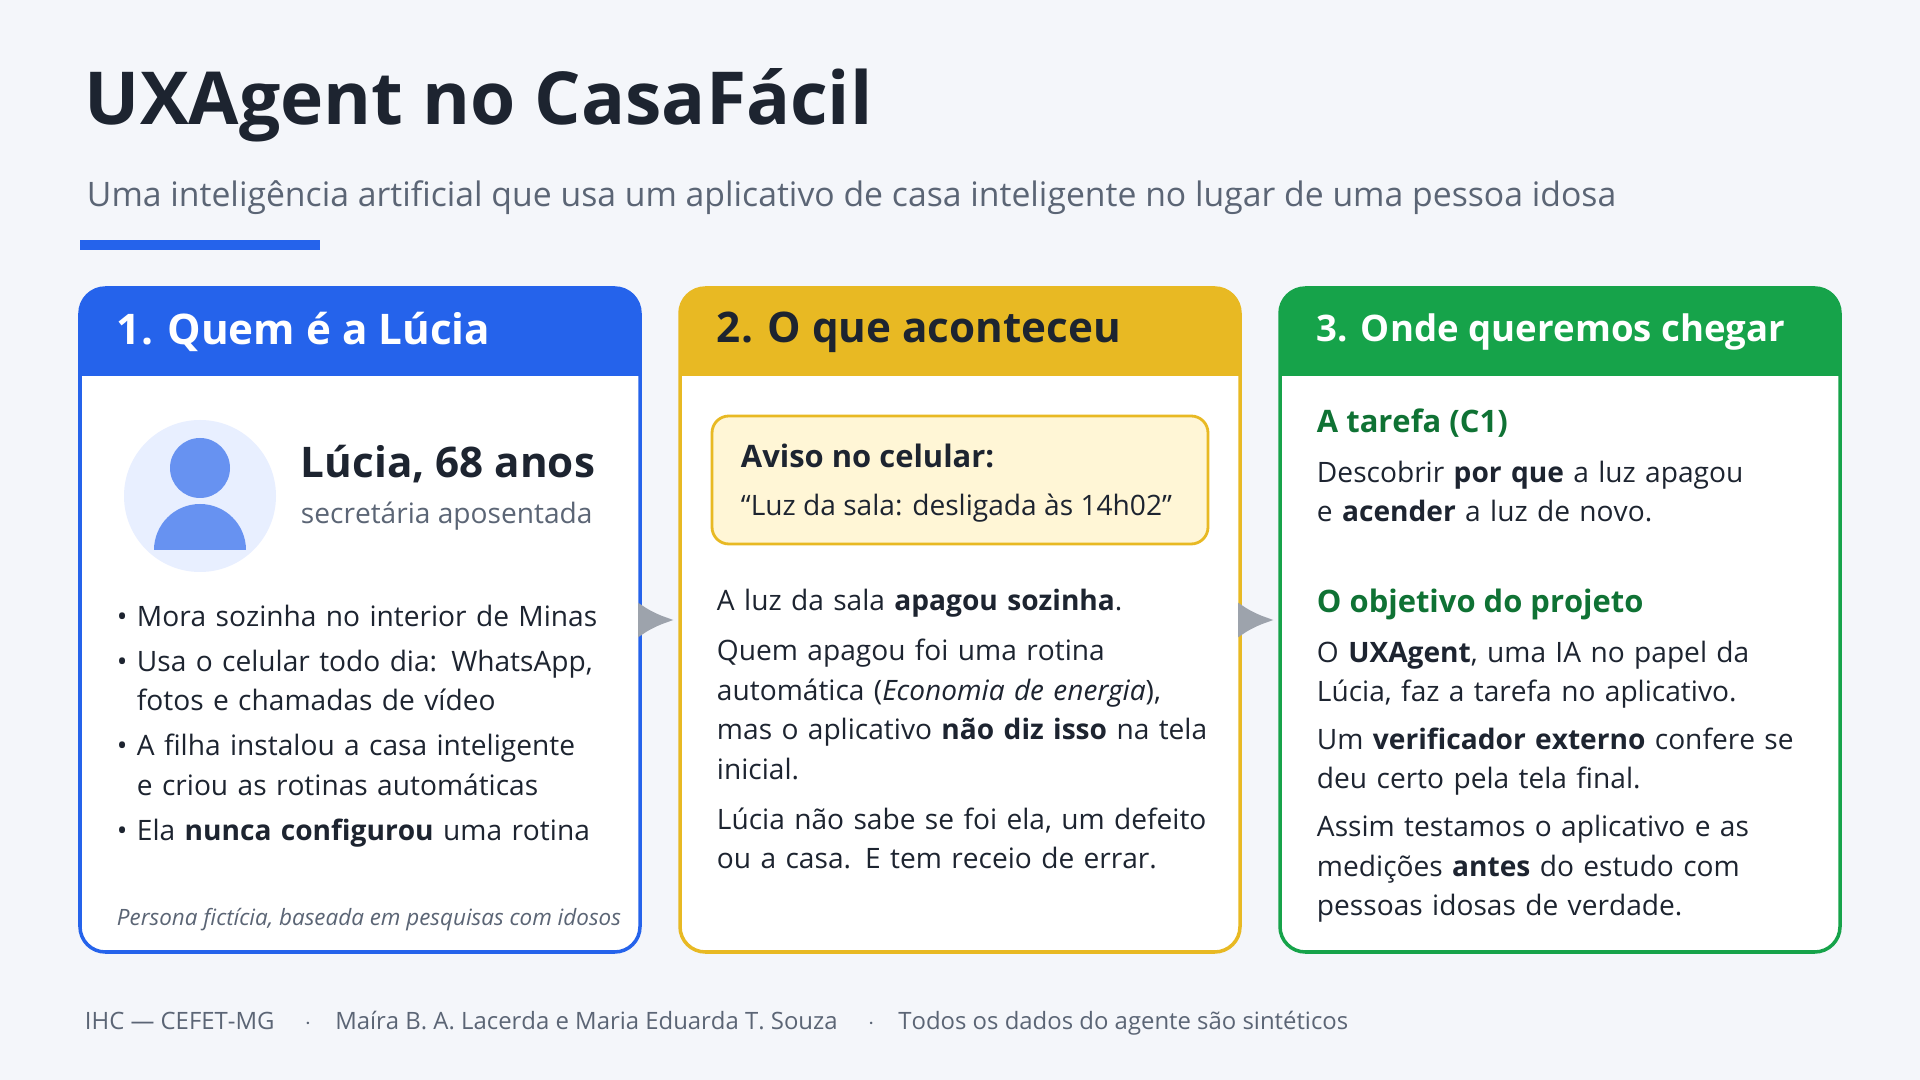 UXAgent no CasaFácil
Uma inteligência artificial que usa um aplicativo de casa inteligente no lugar de uma pessoa idosa
1. Quem é a Lúcia
Lúcia, 68 anos
secretária aposentada
• Mora sozinha no interior de Minas
• Usa o celular todo dia: WhatsApp,
fotos e chamadas de vídeo
• A filha instalou a casa inteligente
e criou as rotinas automáticas
• Ela nunca configurou uma rotina
Persona fictícia, baseada em pesquisas com idosos
2. O que aconteceu
Aviso no celular:
“Luz da sala: desligada às 14h02”
A luz da sala apagou sozinha.
Quem apagou foi uma rotina
automática (Economia de energia),
mas o aplicativo não diz isso na tela
inicial.
Lúcia não sabe se foi ela, um defeito
ou a casa. E tem receio de errar.
3. Onde queremos chegar
A tarefa (C1)
Descobrir por que a luz apagou
e acender a luz de novo.
O objetivo do projeto
O UXAgent, uma IA no papel da
Lúcia, faz a tarefa no aplicativo.
Um verificador externo confere se
deu certo pela tela final.
Assim testamos o aplicativo e as
medições antes do estudo com
pessoas idosas de verdade.
IHC — CEFET-MG · Maíra B. A. Lacerda e Maria Eduarda T. Souza · Todos os dados do agente são sintéticos